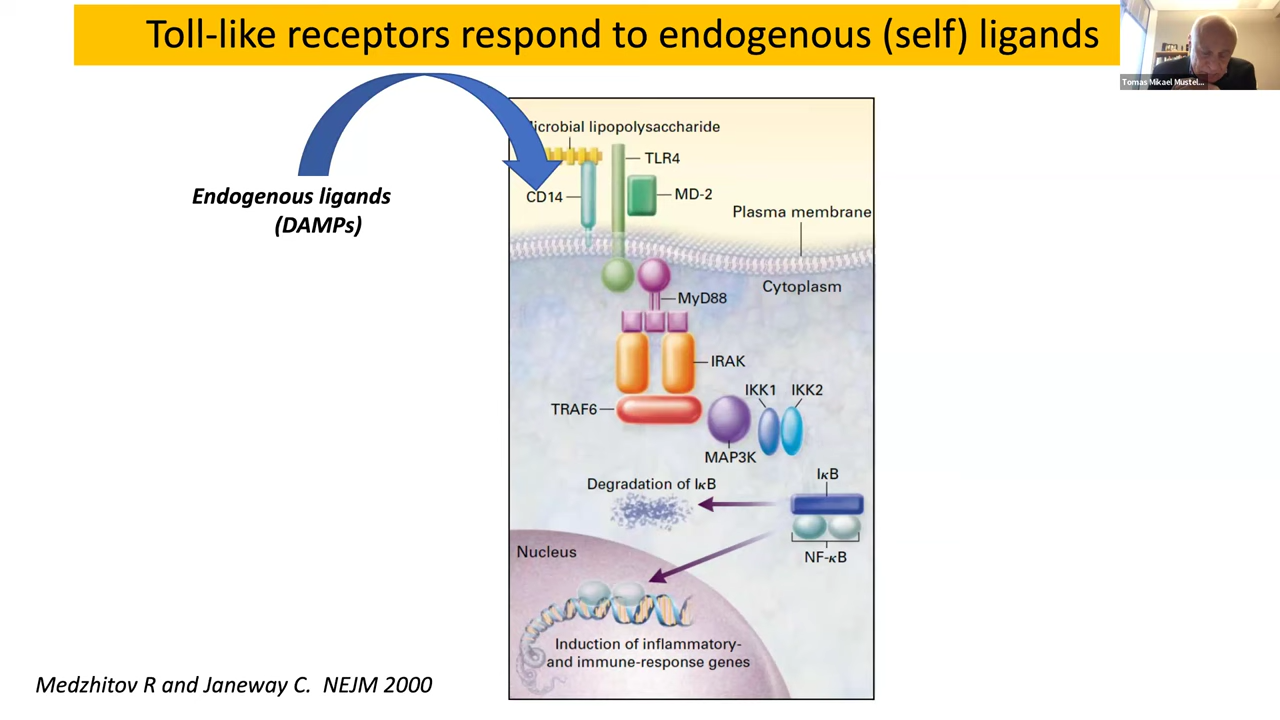 Toll-like receptors respond to endogenous (self) ligands
Tomas Mikael Mustel...
Endogenous ligands
(DAMPs)
icrobial lipopolysaccharide
TLR4
CD14
MD-2
Plasma membrane
Cytoplasm
MyD88
IRAK
IKK1 IKK2
TRAF6
MAP3K
IκB
Degradation of IκB
NF-κB
Nucleus
Induction of inflammatory-
and immune-response genes
Medzhitov R and Janeway C. NEJM 2000